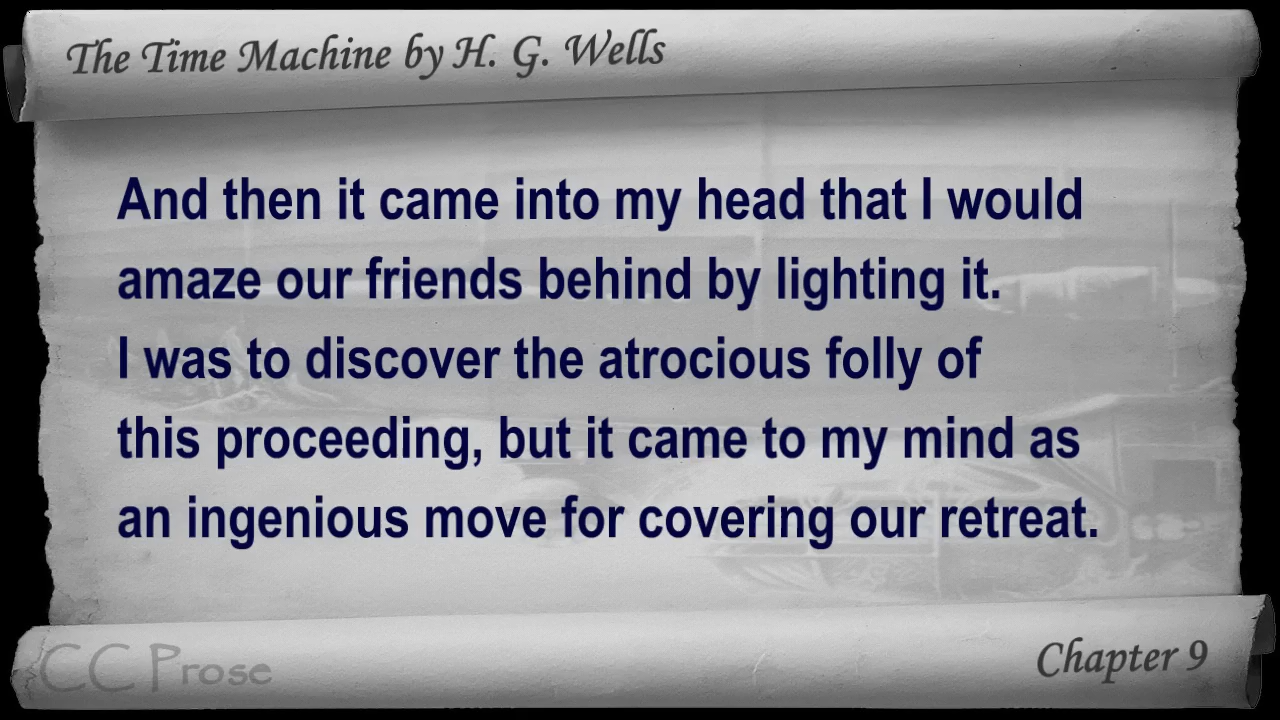 The Time Machine by H. G. Wells
And then it came into my head that I would
amaze our friends behind by lighting it.
I was to discover the atrocious folly of
this proceeding, but it came to my mind as
an ingenious move for covering our retreat.
CC Prose
Chapter 9